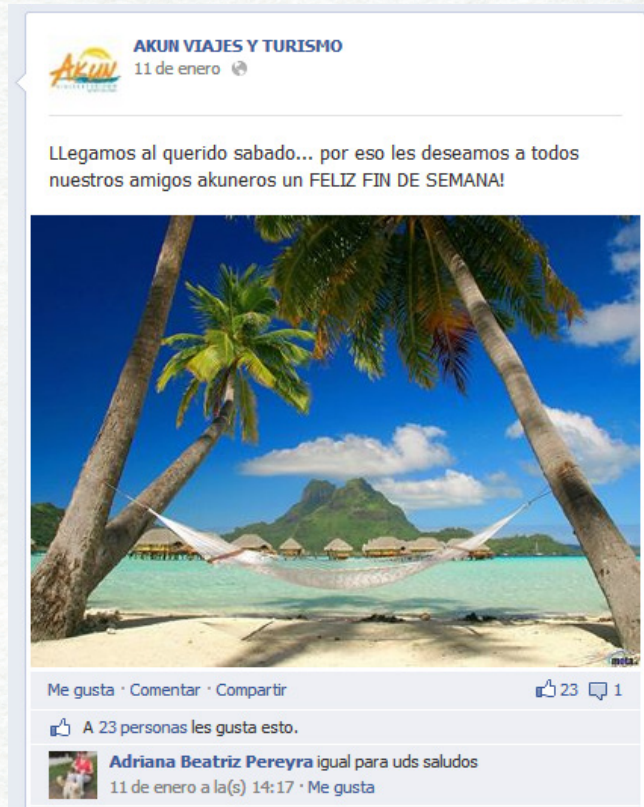 AKUN VIAJES Y TURISMO
AKUN
11 de enero
LLegamos al querido sabado... por eso les deseamos a todos
nuestros amigos akuneros un FELIZ FIN DE SEMANA!
Me gusta · Comentar · Compartir 23 1
A 23 personas les gusta esto.
Adriana Beatriz Pereyra igual para uds saludos
11 de enero a la(s) 14:17 · Me gusta